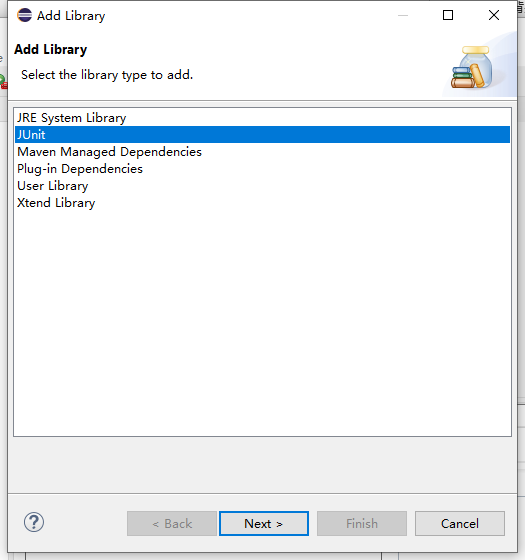 Add Library
Add Library
Select the library type to add.
JRE System Library
JUnit
Maven Managed Dependencies
Plug-in Dependencies
User Library
Xtend Library
?
< Back
Next >
Finish
Cancel